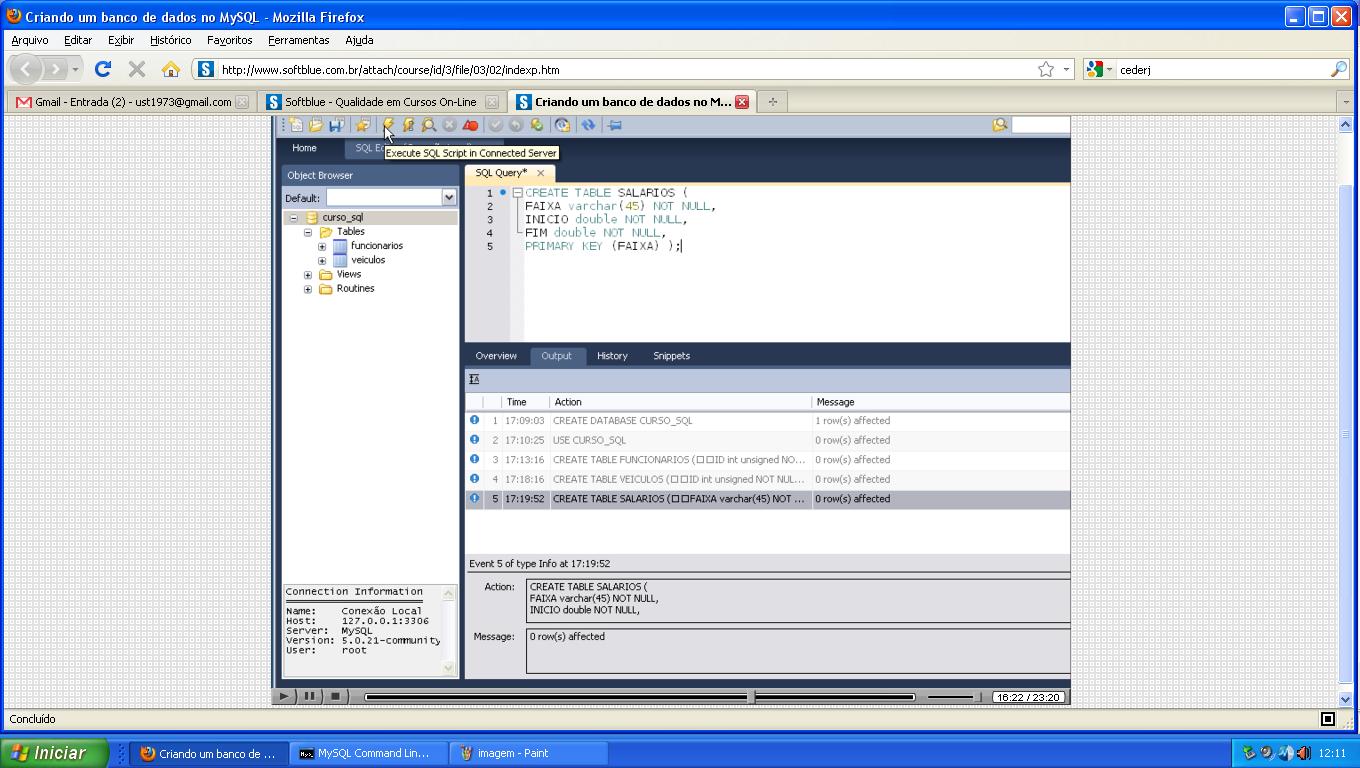 Criando um banco de dados no MySQL - Mozilla Firefox
Arquivo Editar Exibir Histórico Favoritos Ferramentas Ajuda
http://www.softblue.com.br/attach/course/id/3/file/03/02/indexp.htm
cederj
Gmail - Entrada (2) - ust1973@gmail.com
Softblue - Qualidade em Cursos On-Line
Criando um banco de dados no M...
Home
SQL
Execute SQL Script in Connected Server
Object Browser
Default:
curso_sql
Tables
funcionarios
veiculos
Views
Routines
SQL Query*
1 CREATE TABLE SALARIOS (
2 FAIXA varchar(45) NOT NULL,
3 INICIO double NOT NULL,
4 FIM double NOT NULL,
5 PRIMARY KEY (FAIXA) );
Overview Output History Snippets
Time Action Message
1 17:09:03 CREATE DATABASE CURSO_SQL 1 row(s) affected
2 17:10:25 USE CURSO_SQL 0 row(s) affected
3 17:13:16 CREATE TABLE FUNCIONARIOS (□□ID int unsigned NO... 0 row(s) affected
4 17:18:16 CREATE TABLE VEICULOS (□□ID int unsigned NOT NUL... 0 row(s) affected
5 17:19:52 CREATE TABLE SALARIOS (□□FAIXA varchar(45) NOT ... 0 row(s) affected
Event 5 of type Info at 17:19:52
Action: CREATE TABLE SALARIOS (
FAIXA varchar(45) NOT NULL,
INICIO double NOT NULL,
Message: 0 row(s) affected
Connection Information
Name: Conexão Local
Host: 127.0.0.1:3306
Server: MySQL
Version: 5.0.21-community
User: root
16:22 / 23:20
Concluído
Iniciar
Criando um banco de ...
MySQL Command Lin...
imagem - Paint
12:11